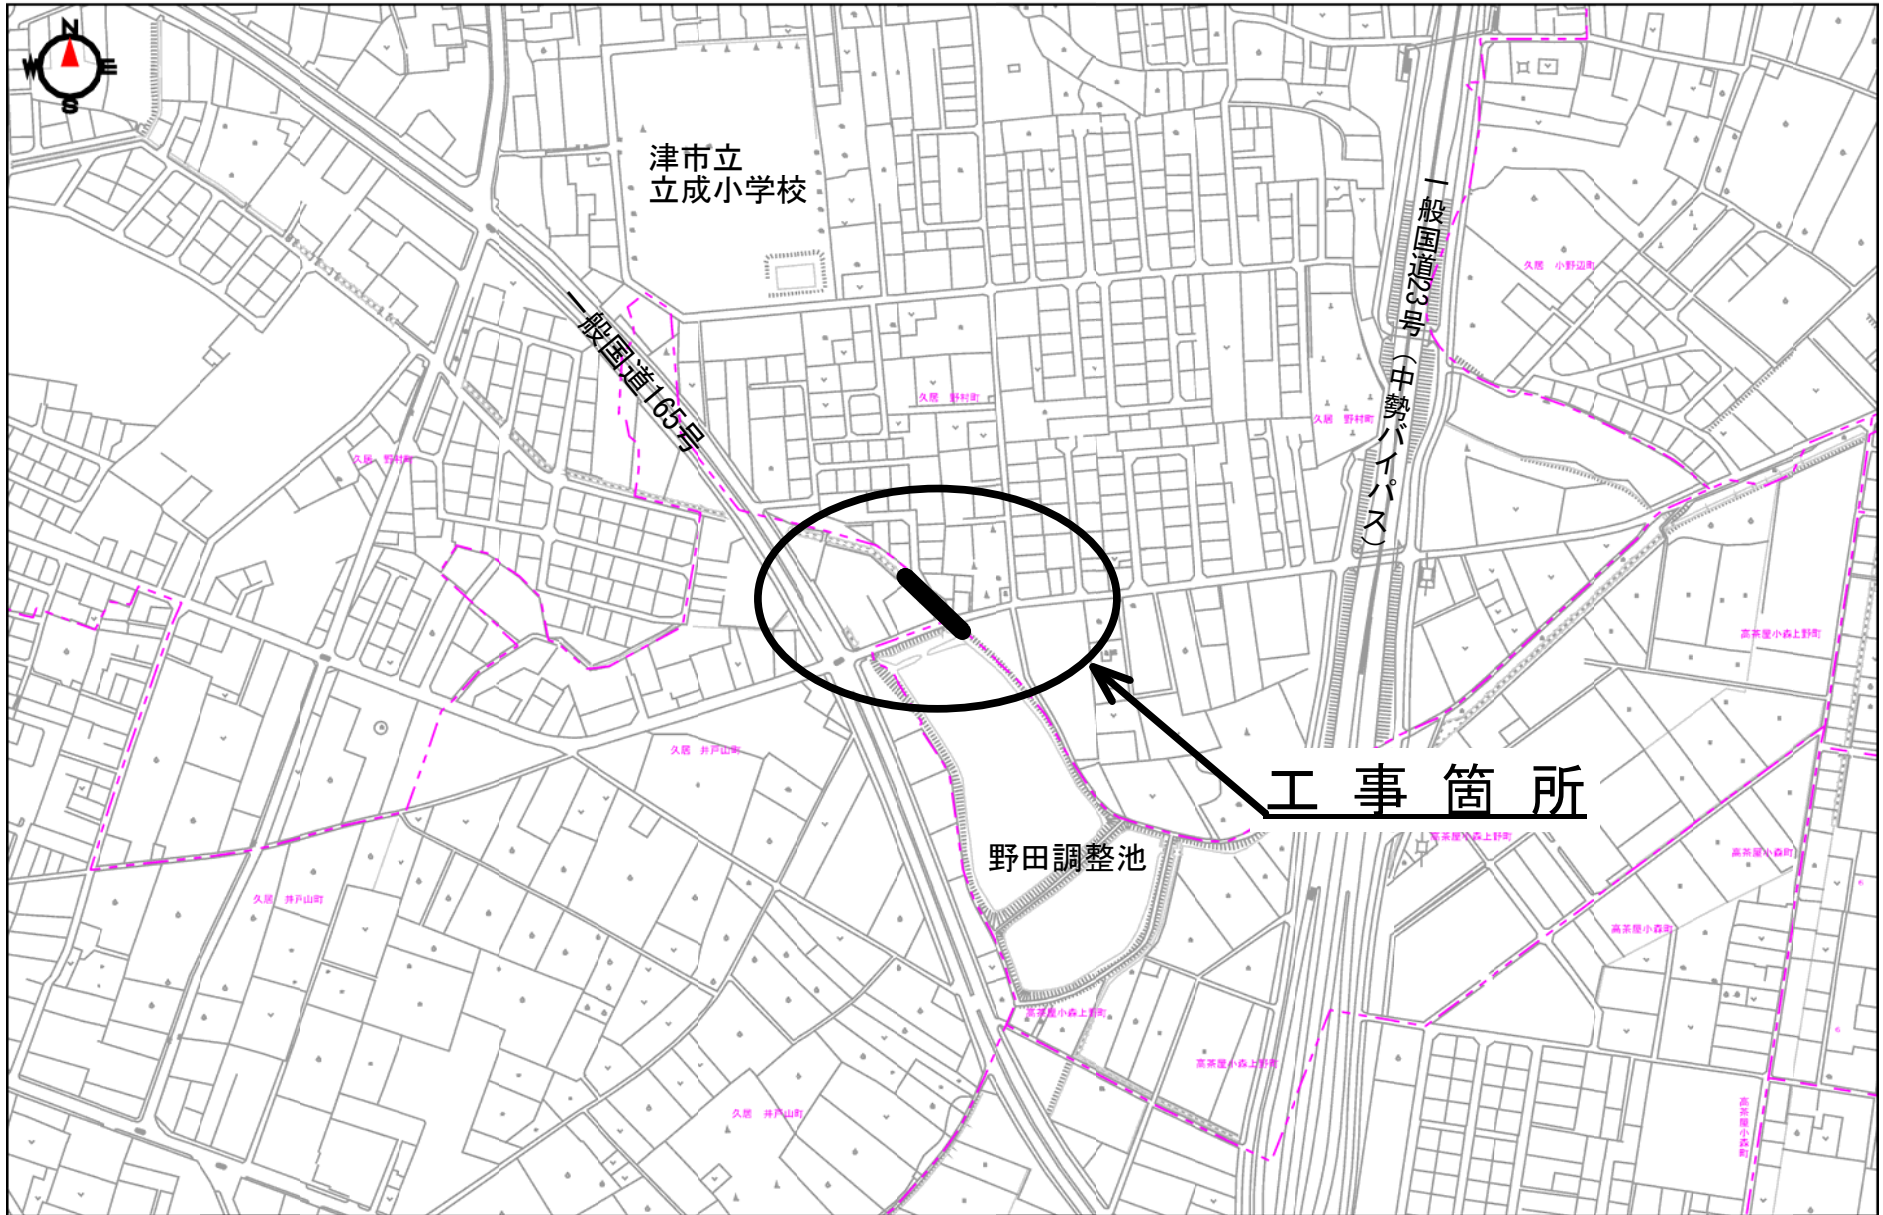 N
W
E
S
津市立
立成小学校
一般国道23号（中勢バイパス）
久居 小野辺町
一般国道165号
久居 野村町
久居 野村町
久居 野村町
高茶屋小森上野町
久居 井戸山町
工事箇所
高茶屋小森上野町
高茶屋小森町
野田調整池
久居 井戸山町
高茶屋小森町
高茶屋小森上野町
高茶屋小森上野町
久居 井戸山町
高茶屋小森町